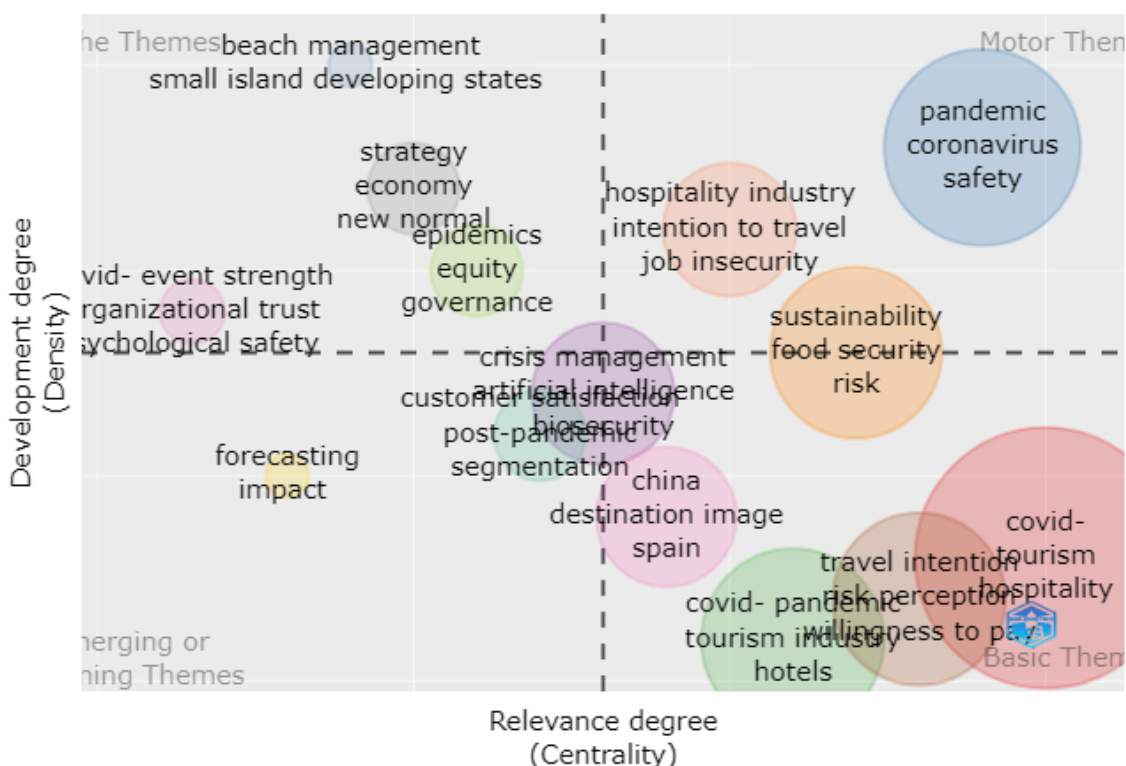 he Themes
Motor Them
beach management
small island developing states
pandemic
coronavirus
safety
strategy
economy
new normal
hospitality industry
intention to travel
job insecurity
epidemics
equity
governance
vid- event strength
rganizational trust
sychological safety
sustainability
food security
risk
crisis management
artificial intelligence
biosecurity
customer satisfaction
post-pandemic
segmentation
forecasting
impact
china
destination image
spain
covid-
tourism
hospitality
travel intention
risk perception
willingness to pay
covid- pandemic
tourism industry
hotels
nerging or
ning Themes
Basic Them
Development degree
(Density)
Relevance degree
(Centrality)